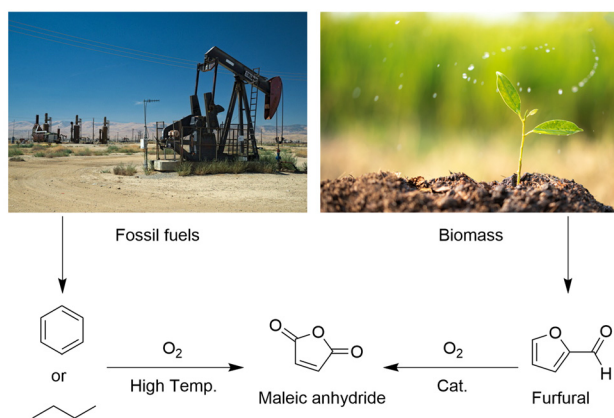 Fossil fuels
Biomass
or
O2
High Temp.
O
O
O
Maleic anhydride
O2
Cat.
O
O
H
Furfural